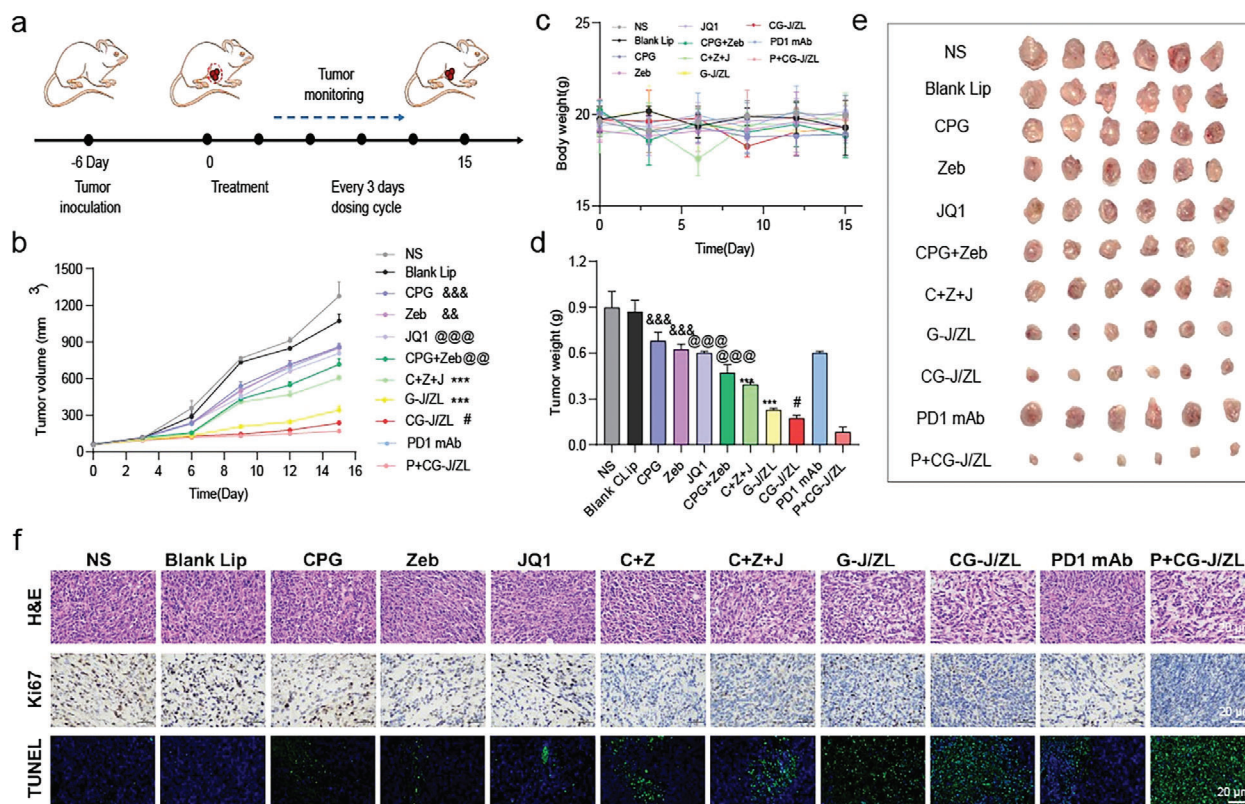 a
Tumor
monitoring
-6 Day
0
15
Tumor
inoculation
Treatment
Every 3 days
dosing cycle
b
Tumor volume (mm
3)
1500
1200
900
600
300
0
0 2 4 6 8 10 12 14 16
Time(Day)
NS
Blank Lip
CPG &&&
Zeb &&
JQ1 @@@
CPG+Zeb@@
C+Z+J ***
G-J/ZL ***
CG-J/ZL #
PD1 mAb
P+CG-J/ZL
c
Body weight(g)
25
20
15
0 5 10 15
Time(Day)
NS
Blank Lip
CPG
Zeb
JQ1
CPG+Zeb
C+Z+J
G-J/ZL
CG-J/ZL
PD1 mAb
P+CG-J/ZL
d
Tumor weight (g)
1.2
0.9
0.6
0.3
0.0
&&&
&&&
@@@
@@@
***
***
#
NS
Blank CLip
CPG
Zeb
JQ1
CPG+Zeb
C+Z+J
G-J/ZL
CG-J/ZL
PD1 mAb
P+CG-J/ZL
e
NS
Blank Lip
CPG
Zeb
JQ1
CPG+Zeb
C+Z+J
G-J/ZL
CG-J/ZL
PD1 mAb
P+CG-J/ZL
f
NS Blank Lip CPG Zeb JQ1 C+Z C+Z+J G-J/ZL CG-J/ZL PD1 mAb P+CG-J/ZL
H&E
Ki67
20 μm
TUNEL
20 μm